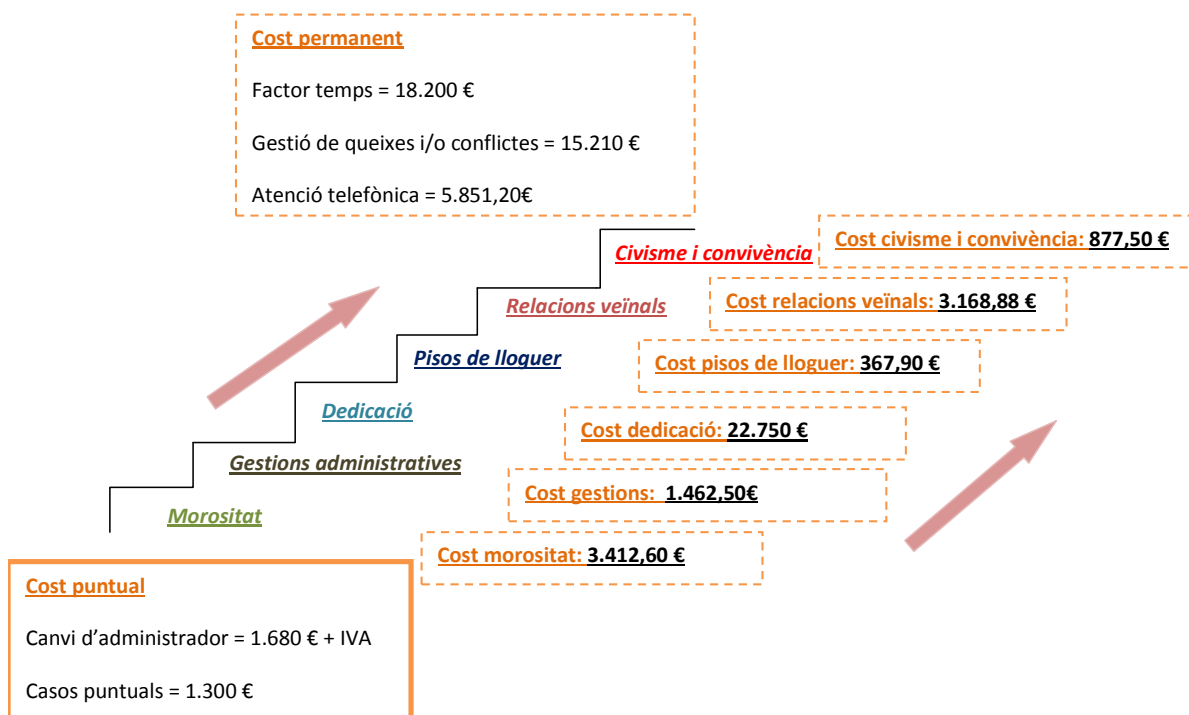 Cost permanent
Factor temps = 18.200 €
Gestió de queixes i/o conflictes = 15.210 €
Atenció telefònica = 5.851,20€
Civisme i convivència
Cost civisme i convivència: 877,50 €
Relacions veïnals
Cost relacions veïnals: 3.168,88 €
Pisos de lloguer
Cost pisos de lloguer: 367,90 €
Dedicació
Cost dedicació: 22.750 €
Gestions administratives
Cost gestions: 1.462,50€
Morositat
Cost morositat: 3.412,60 €
Cost puntual
Canvi d'administrador = 1.680 € + IVA
Casos puntuals = 1.300 €